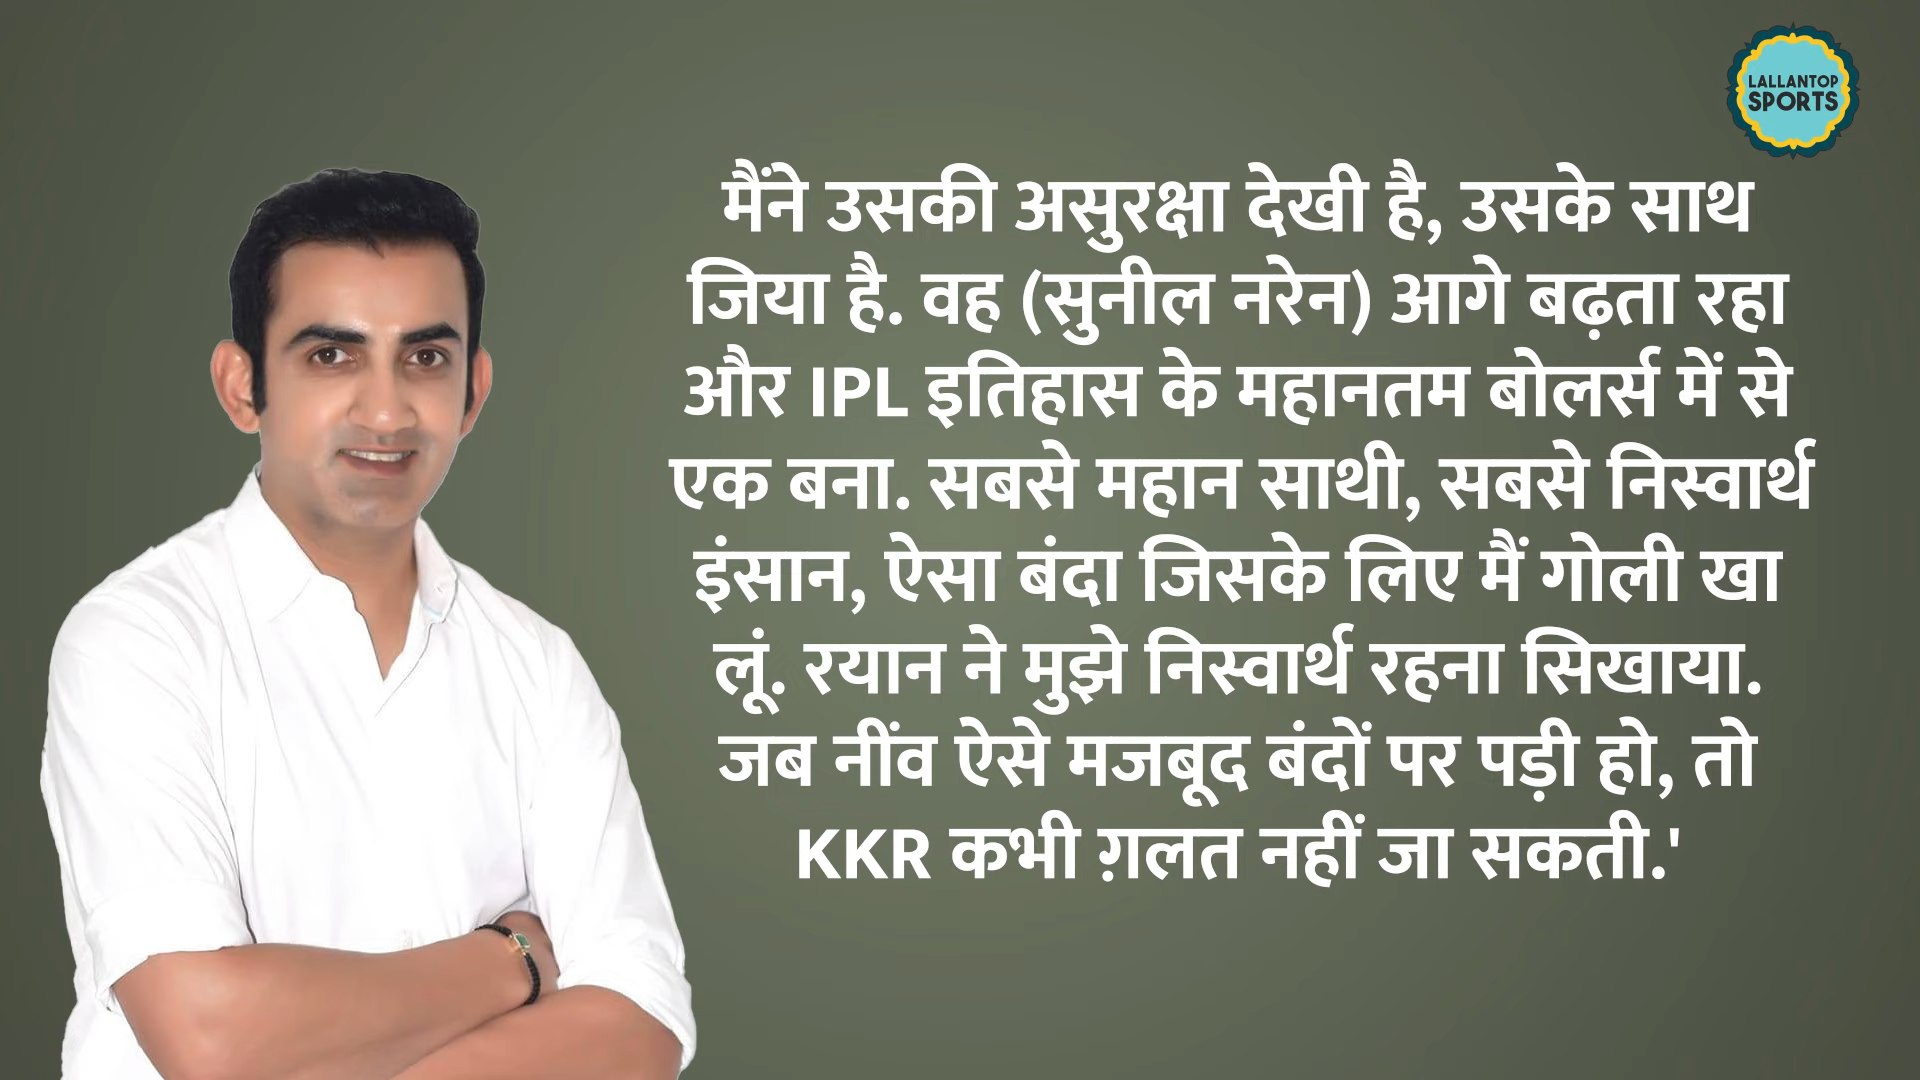 LALLANTOP
SPORTS
मैंने उसकी असुरक्षा देखी है, उसके साथ
जिया है. वह (सुनील नरेन) आगे बढ़ता रहा
और IPL इतिहास के महानतम बोलर्स में से
एक बना. सबसे महान साथी, सबसे निस्वार्थ
इंसान, ऐसा बंदा जिसके लिए मैं गोली खा
लूं. रयान ने मुझे निस्वार्थ रहना सिखाया.
जब नींव ऐसे मजबूद बंदों पर पड़ी हो, तो
KKR कभी ग़लत नहीं जा सकती.'